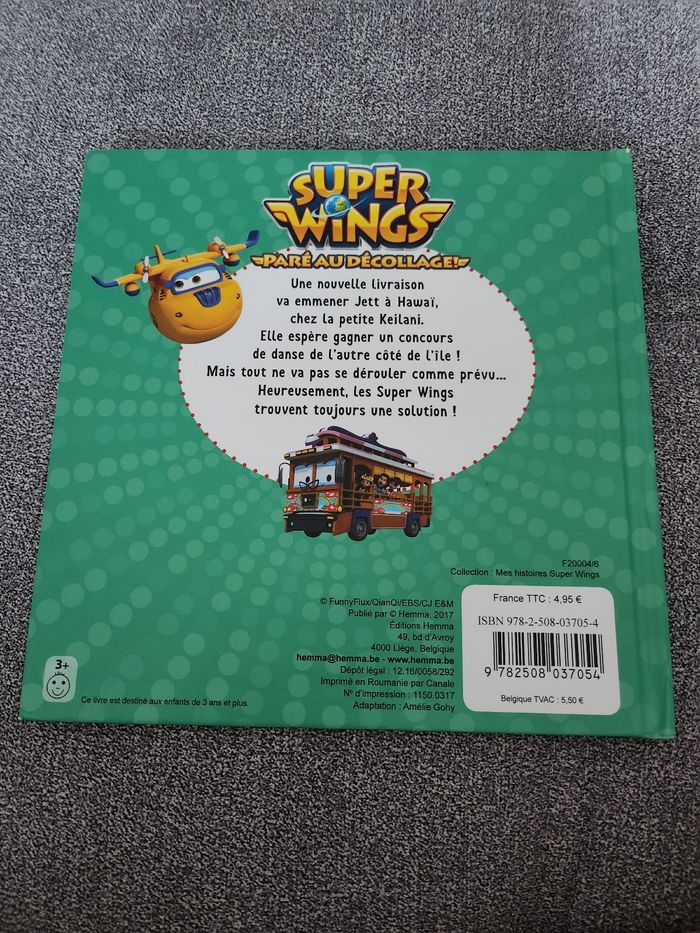 SUPER
WINGS
PARÉ AU DÉCOLLAGE!
Une nouvelle livraison
va emmener Jett à Hawaï,
chez la petite Keilani.
Elle espère gagner un concours
de danse de l'autre côté de l'île !
Mais tout ne va pas se dérouler comme prévu...
Heureusement, les Super Wings
trouvent toujours une solution !
F20004/6
Collection : Mes histoires Super Wings
© FunnyFlux/QianQi/EBS/CJ E&M
Publié par © Hemma, 2017
Éditions Hemma
49, bd d'Avroy
4000 Liège, Belgique
hemma@hemma.be - www.hemma.be
Dépôt légal : 12.16/0058/292
Imprimé en Roumanie par Canale
N° d'impression : 1150.0317
Adaptation : Amélie Gohy
France TTC : 4,95 €
ISBN 978-2-508-03705-4
9 782508 037054
Belgique TVAC : 5,50 €
3+
Ce livre est destiné aux enfants de 3 ans et plus.